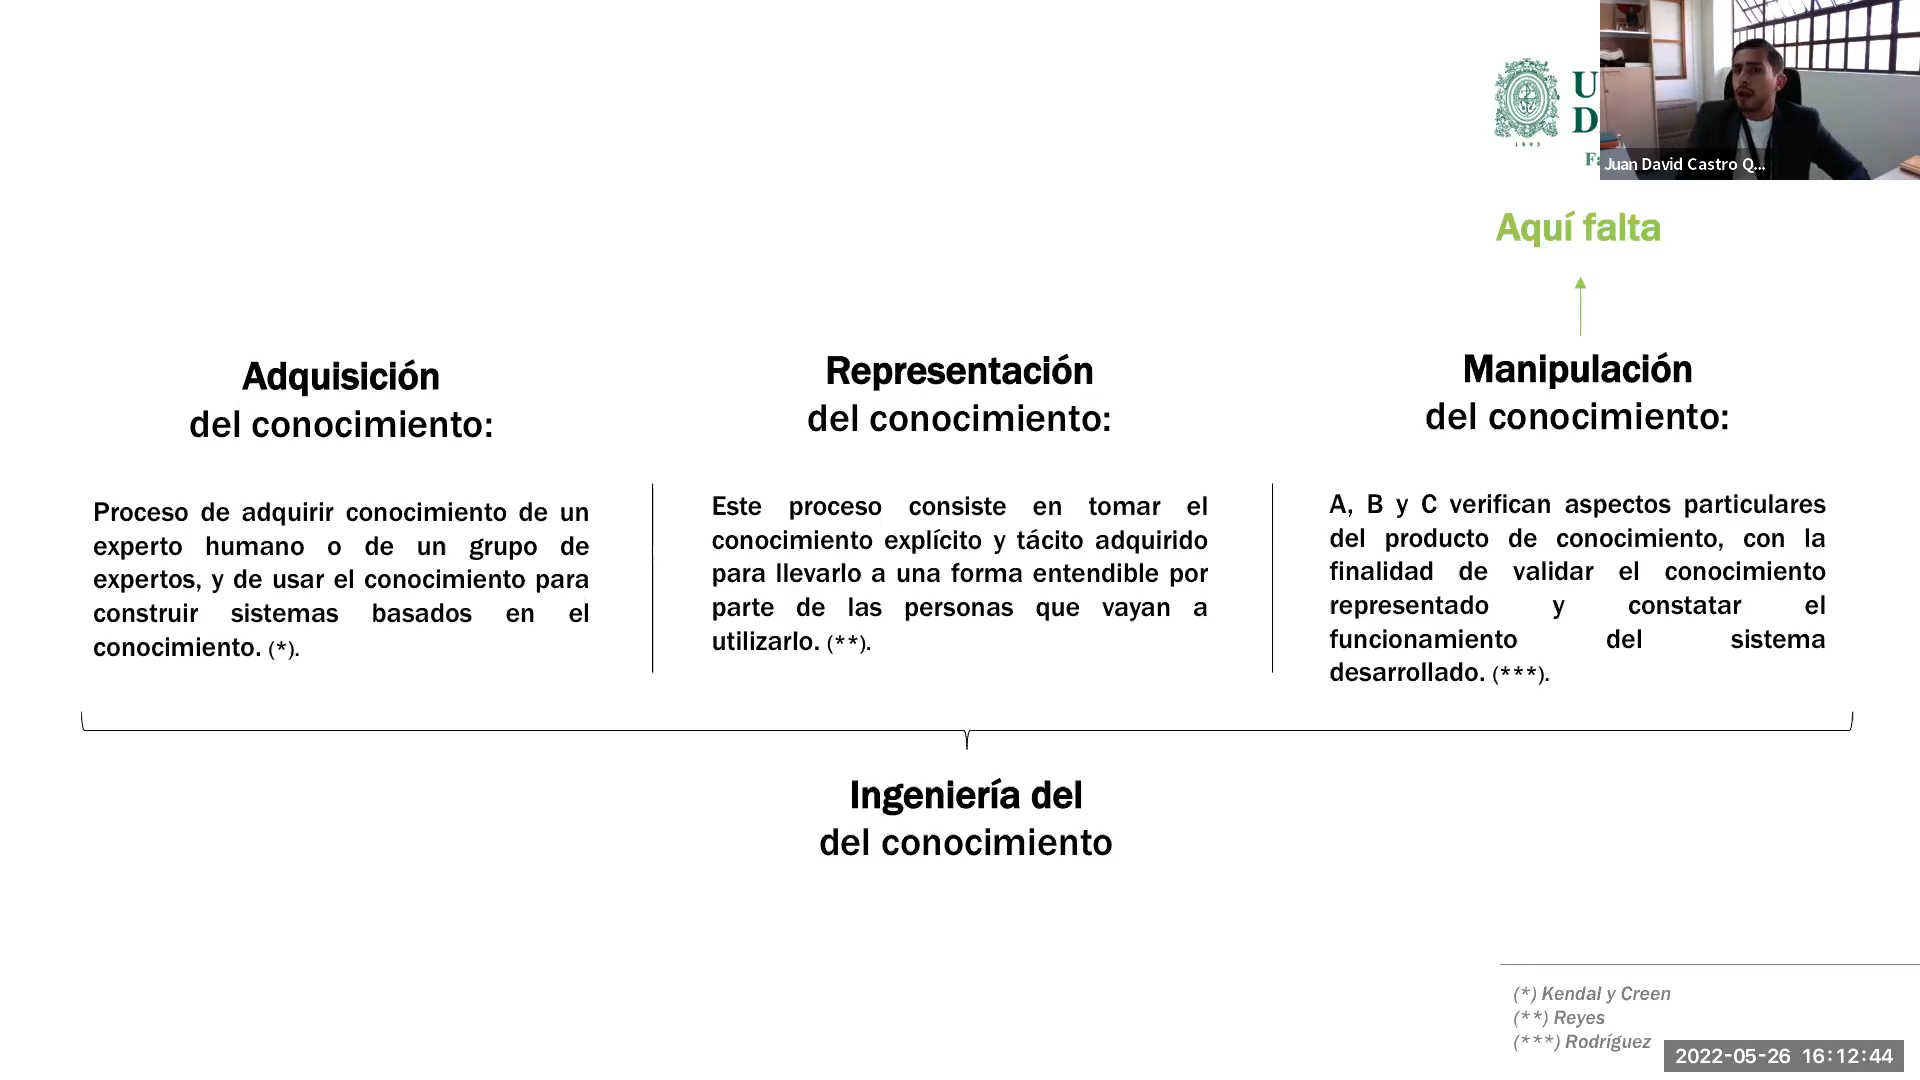 U
D
1 8 0 3
Fa
Juan David Castro Q...
Aquí falta
Adquisición
del conocimiento:
Proceso de adquirir conocimiento de un
experto humano o de un grupo de
expertos, y de usar el conocimiento para
construir sistemas basados en el
conocimiento. (*).
Representación
del conocimiento:
Este proceso consiste en tomar el
conocimiento explícito y tácito adquirido
para llevarlo a una forma entendible por
parte de las personas que vayan a
utilizarlo. (**).
Manipulación
del conocimiento:
A, B y C verifican aspectos particulares
del producto de conocimiento, con la
finalidad de validar el conocimiento
representado y constatar el
funcionamiento del sistema
desarrollado. (***).
Ingeniería del
del conocimiento
(*) Kendal y Creen
(**) Reyes
(***) Rodríguez
2022-05-26 16:12:44